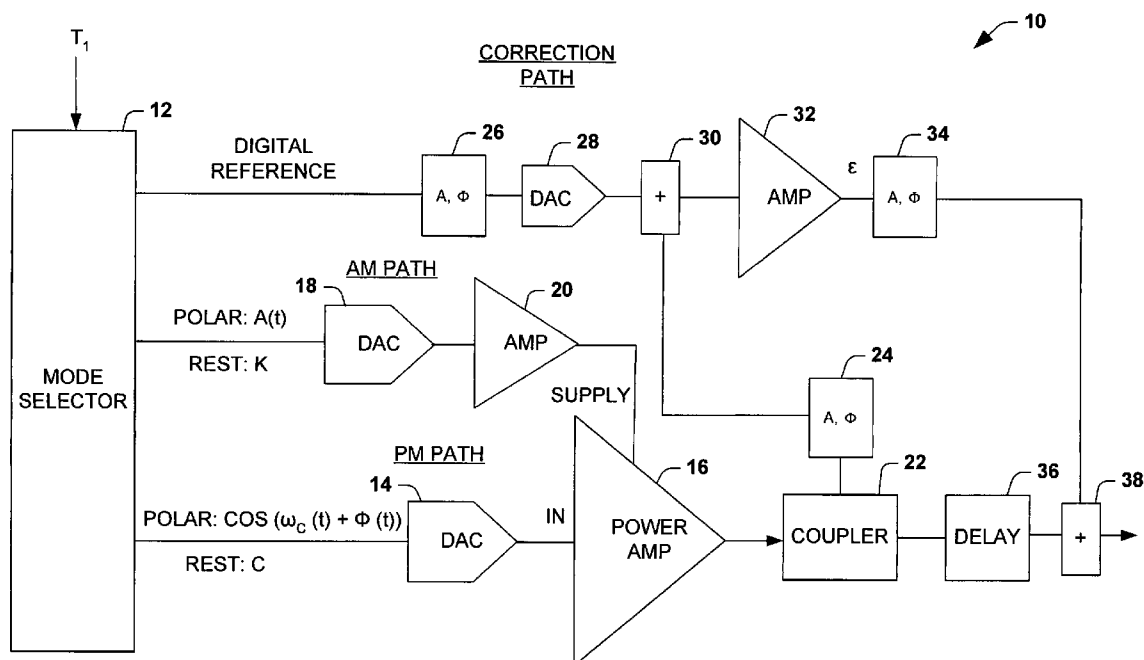 T1
10
CORRECTION
PATH
12
DIGITAL
REFERENCE
26
A, Φ
28
DAC
30
+
32
AMP
ε
34
A, Φ
AM PATH
18
POLAR: A(t)
REST: K
DAC
20
AMP
SUPPLY
24
A, Φ
MODE
SELECTOR
PM PATH
14
POLAR: COS (ωC (t) + Φ (t))
REST: C
DAC
IN
16
POWER
AMP
22
COUPLER
36
DELAY
38
+